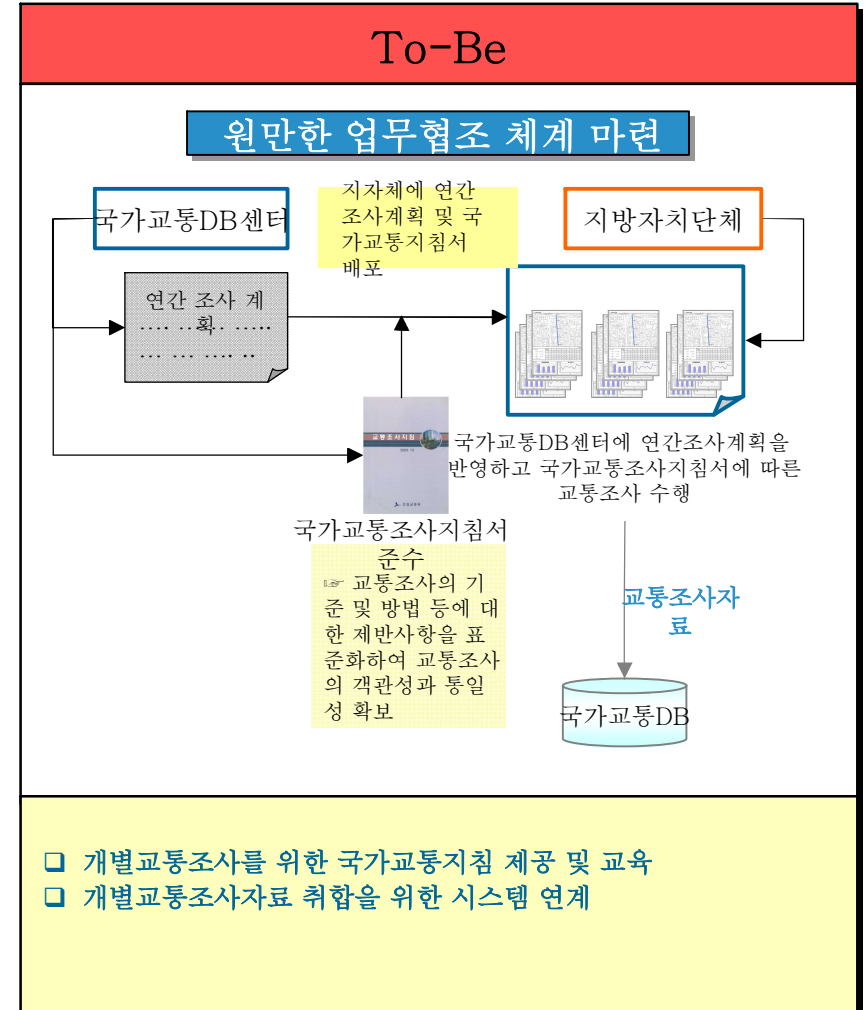 To-Be
원만한 업무협조 체계 마련
국가교통DB센터
지자체에 연간
조사계획 및 국
가교통지침서
배포
지방자치단체
연간 조사 계
획
교통조사지침
국가교통DB센터에 연간조사계획을
반영하고 국가교통조사지침서에 따른
교통조사 수행
국가교통조사지침서
준수
☞ 교통조사의 기
준 및 방법 등에 대
한 제반사항을 표
준화하여 교통조사
의 객관성과 통일
성 확보
교통조사자
료
국가교통DB
❑ 개별교통조사를 위한 국가교통지침 제공 및 교육
❑ 개별교통조사자료 취합을 위한 시스템 연계